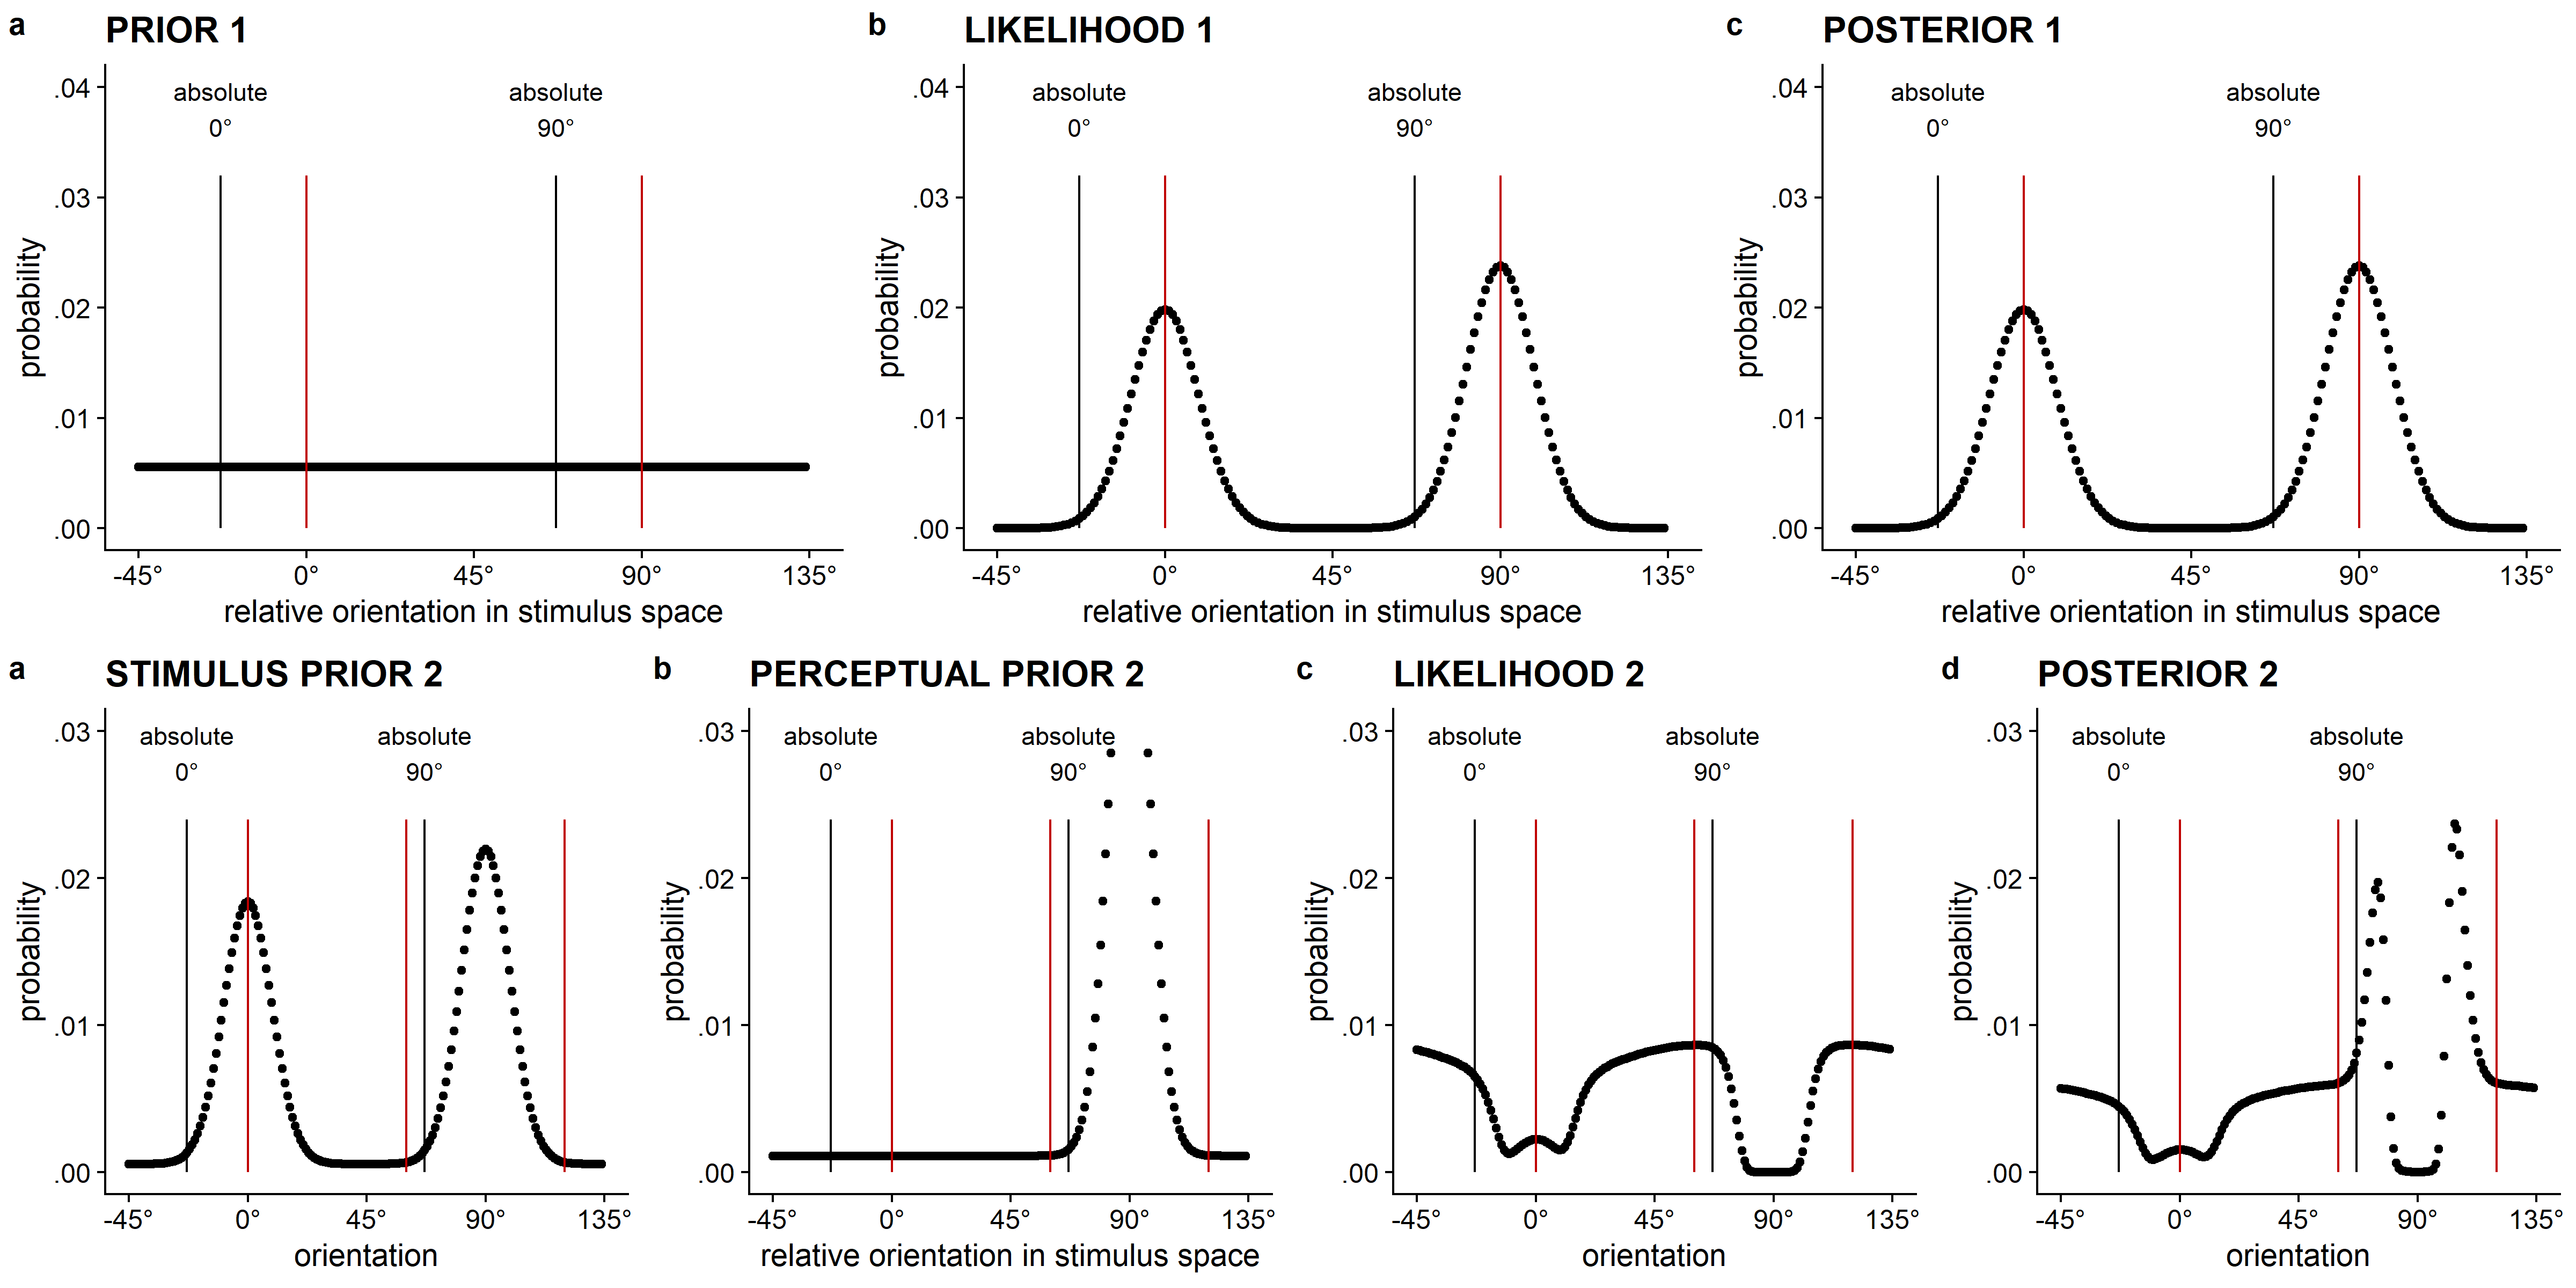 a PRIOR 1
absolute 0°
absolute 90°
.04
.03
.02
.01
.00
probability
-45° 0° 45° 90° 135°
relative orientation in stimulus space
b LIKELIHOOD 1
absolute 0°
absolute 90°
.04
.03
.02
.01
.00
probability
-45° 0° 45° 90° 135°
relative orientation in stimulus space
c POSTERIOR 1
absolute 0°
absolute 90°
.04
.03
.02
.01
.00
probability
-45° 0° 45° 90° 135°
relative orientation in stimulus space
a STIMULUS PRIOR 2
absolute 0°
absolute 90°
.03
.02
.01
.00
probability
-45° 0° 45° 90° 135°
orientation
b PERCEPTUAL PRIOR 2
absolute 0°
absolute 90°
.03
.02
.01
.00
probability
-45° 0° 45° 90° 135°
relative orientation in stimulus space
c LIKELIHOOD 2
absolute 0°
absolute 90°
.03
.02
.01
.00
probability
-45° 0° 45° 90° 135°
orientation
d POSTERIOR 2
absolute 0°
absolute 90°
.03
.02
.01
.00
probability
-45° 0° 45° 90° 135°
orientation